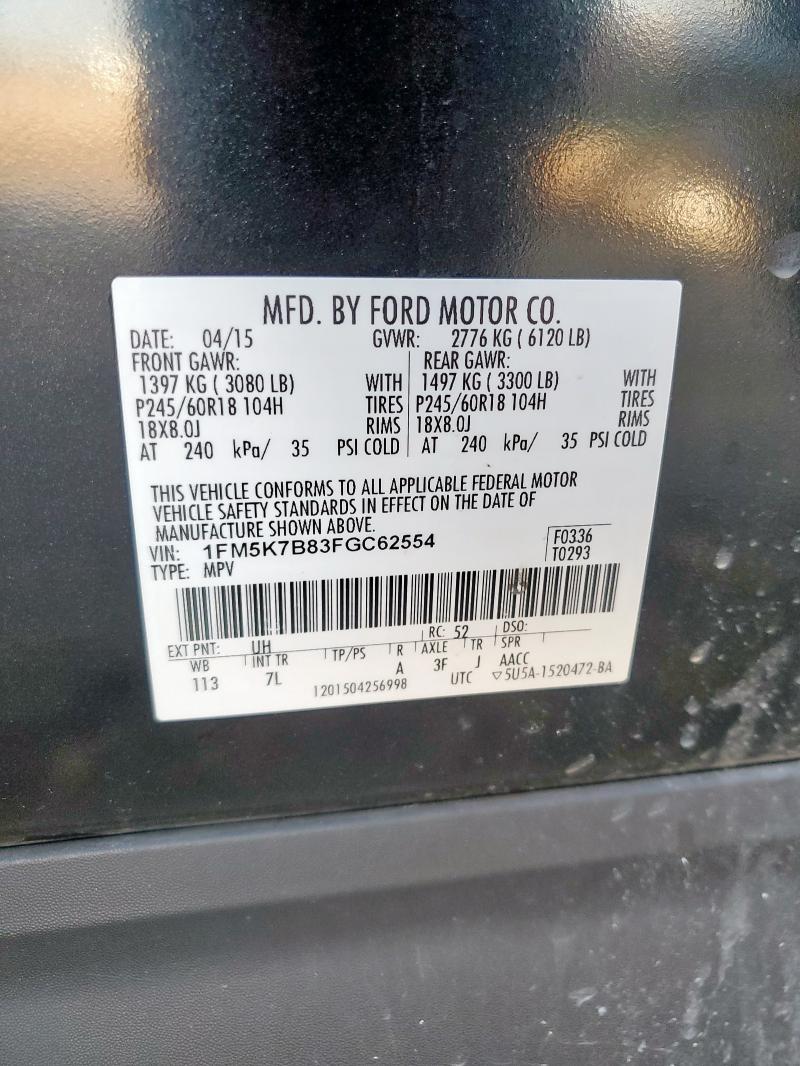 MFD. BY FORD MOTOR CO.
DATE: 04/15 GVWR: 2776 KG ( 6120 LB)
FRONT GAWR: REAR GAWR:
1397 KG ( 3080 LB) WITH 1497 KG ( 3300 LB) WITH
P245/60R18 104H TIRES P245/60R18 104H TIRES
18X8.0J RIMS 18X8.0J RIMS
AT 240 kPa/ 35 PSI COLD AT 240 kPa/ 35 PSI COLD
THIS VEHICLE CONFORMS TO ALL APPLICABLE FEDERAL MOTOR
VEHICLE SAFETY STANDARDS IN EFFECT ON THE DATE OF
MANUFACTURE SHOWN ABOVE.
VIN: 1FM5K7B83FGC62554 F0336
TYPE: MPV T0293
EXT PNT: UH RC: 52 DSO:
WB INT TR TP/PS R AXLE TR SPR
113 7L A 3F J AACC
1201504256998 UTC ▽5U5A-1520472-BA